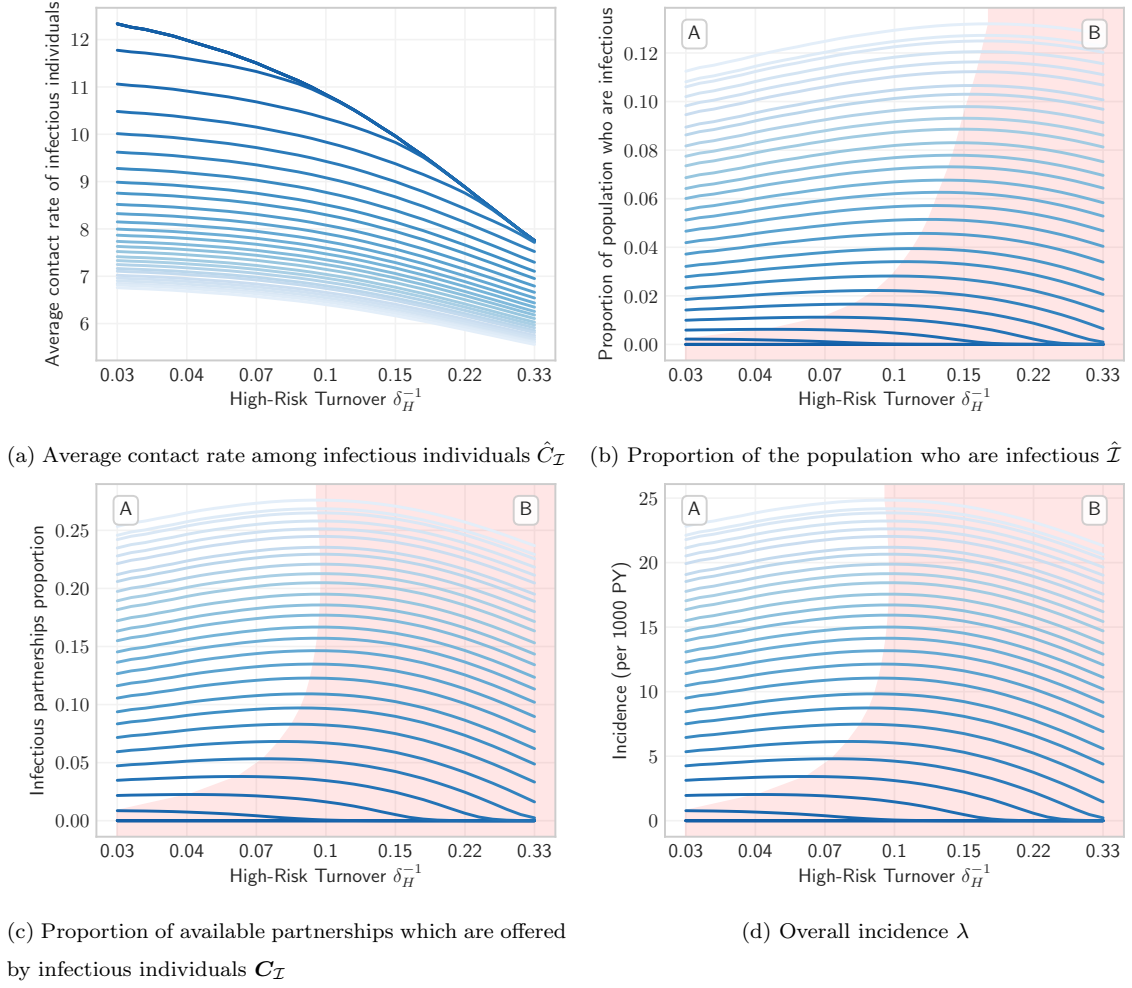 Average contact rate of infectious individuals
12
11
10
9
8
7
6
0.03 0.04 0.07 0.1 0.15 0.22 0.33
High-Risk Turnover δ_H^{-1}
(a) Average contact rate among infectious individuals Ĉ_ℐ
A B
Proportion of population who are infectious
0.12
0.10
0.08
0.06
0.04
0.02
0.00
0.03 0.04 0.07 0.1 0.15 0.22 0.33
High-Risk Turnover δ_H^{-1}
(b) Proportion of the population who are infectious ℐ̂
A B
Infectious partnerships proportion
0.25
0.20
0.15
0.10
0.05
0.00
0.03 0.04 0.07 0.1 0.15 0.22 0.33
High-Risk Turnover δ_H^{-1}
(c) Proportion of available partnerships which are offered
by infectious individuals C_ℐ
A B
Incidence (per 1000 PY)
25
20
15
10
5
0
0.03 0.04 0.07 0.1 0.15 0.22 0.33
High-Risk Turnover δ_H^{-1}
(d) Overall incidence λ